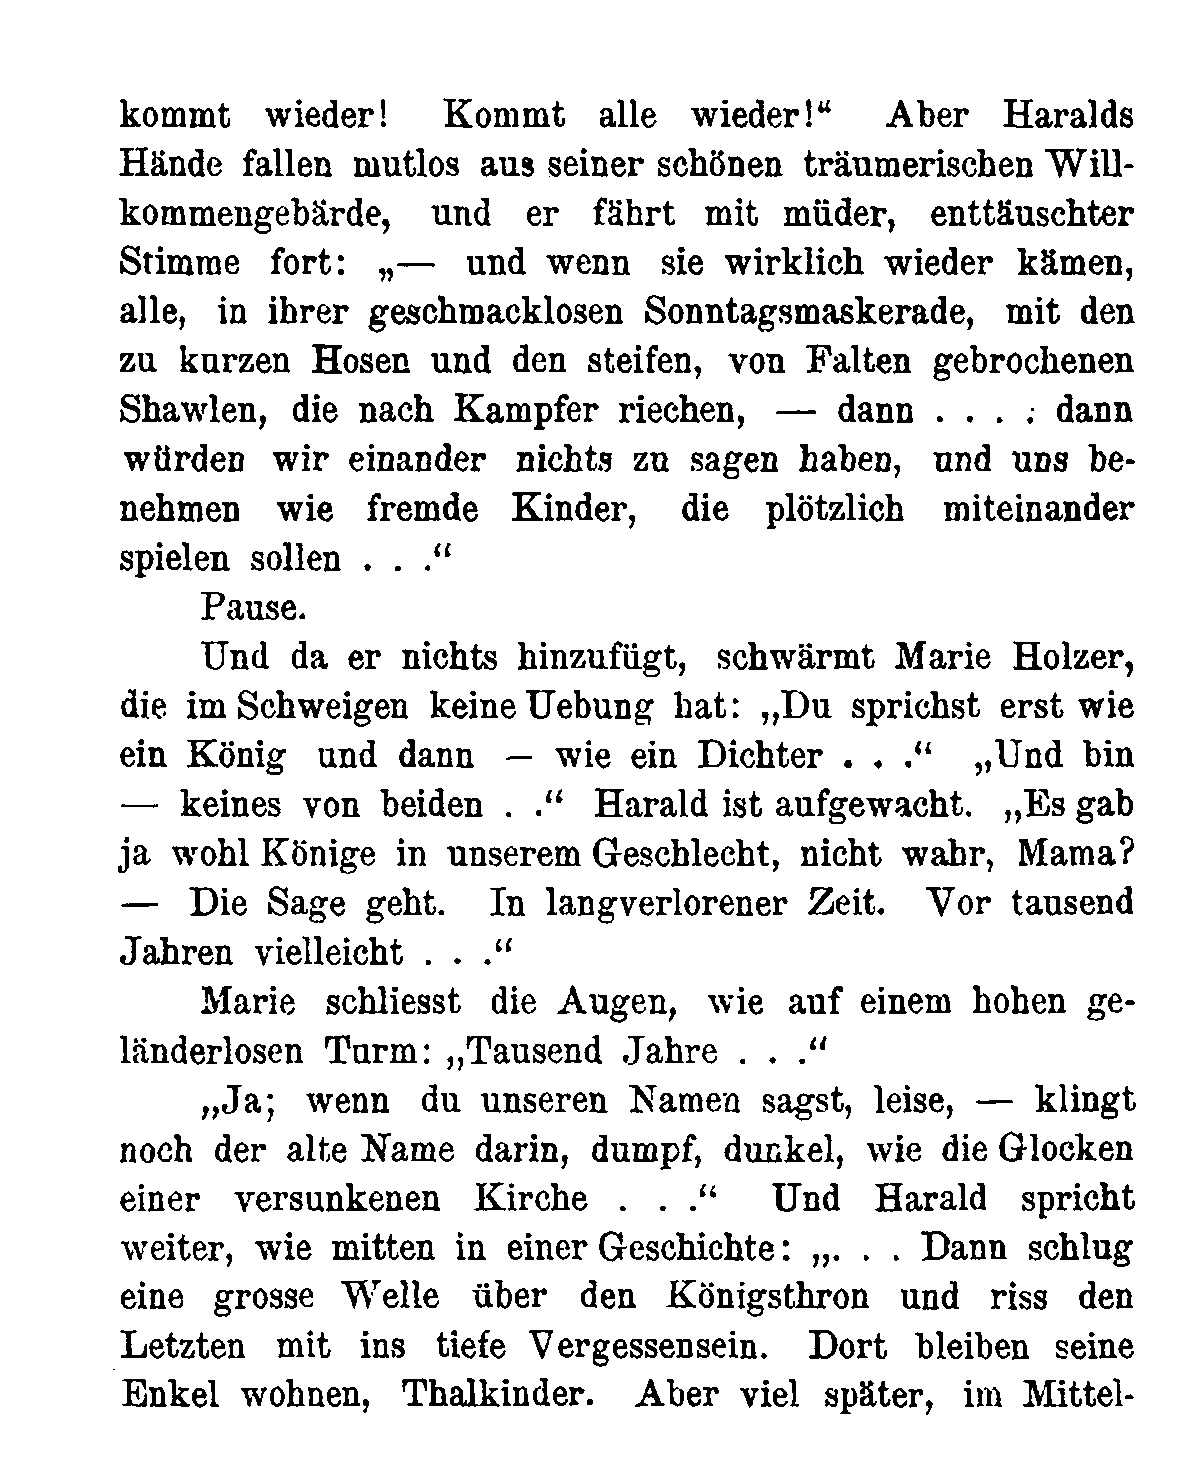 kommt wieder! Kommt alle wieder!“ Aber Haralds
Hände fallen mutlos aus seiner schönen träumerischen Will-
kommengebärde, und er fährt mit müder, enttäuschter
Stimme fort: „— und wenn sie wirklich wieder kämen,
alle, in ihrer geschmacklosen Sonntagsmaskerade, mit den
zu kurzen Hosen und den steifen, von Falten gebrochenen
Shawlen, die nach Kampfer riechen, — dann . . . . dann
würden wir einander nichts zu sagen haben, und uns be-
nehmen wie fremde Kinder, die plötzlich miteinander
spielen sollen . . .“
Pause.
Und da er nichts hinzufügt, schwärmt Marie Holzer,
die im Schweigen keine Uebung hat: „Du sprichst erst wie
ein König und dann — wie ein Dichter . . .“ „Und bin
— keines von beiden . .“ Harald ist aufgewacht. „Es gab
ja wohl Könige in unserem Geschlecht, nicht wahr, Mama?
— Die Sage geht. In langverlorener Zeit. Vor tausend
Jahren vielleicht . . .“
Marie schliesst die Augen, wie auf einem hohen ge-
länderlosen Turm: „Tausend Jahre . . .“
„Ja; wenn du unseren Namen sagst, leise, — klingt
noch der alte Name darin, dumpf, dunkel, wie die Glocken
einer versunkenen Kirche . . .“ Und Harald spricht
weiter, wie mitten in einer Geschichte: „. . . Dann schlug
eine grosse Welle über den Königsthron und riss den
Letzten mit ins tiefe Vergessensein. Dort bleiben seine
Enkel wohnen, Thalkinder. Aber viel später, im Mittel-